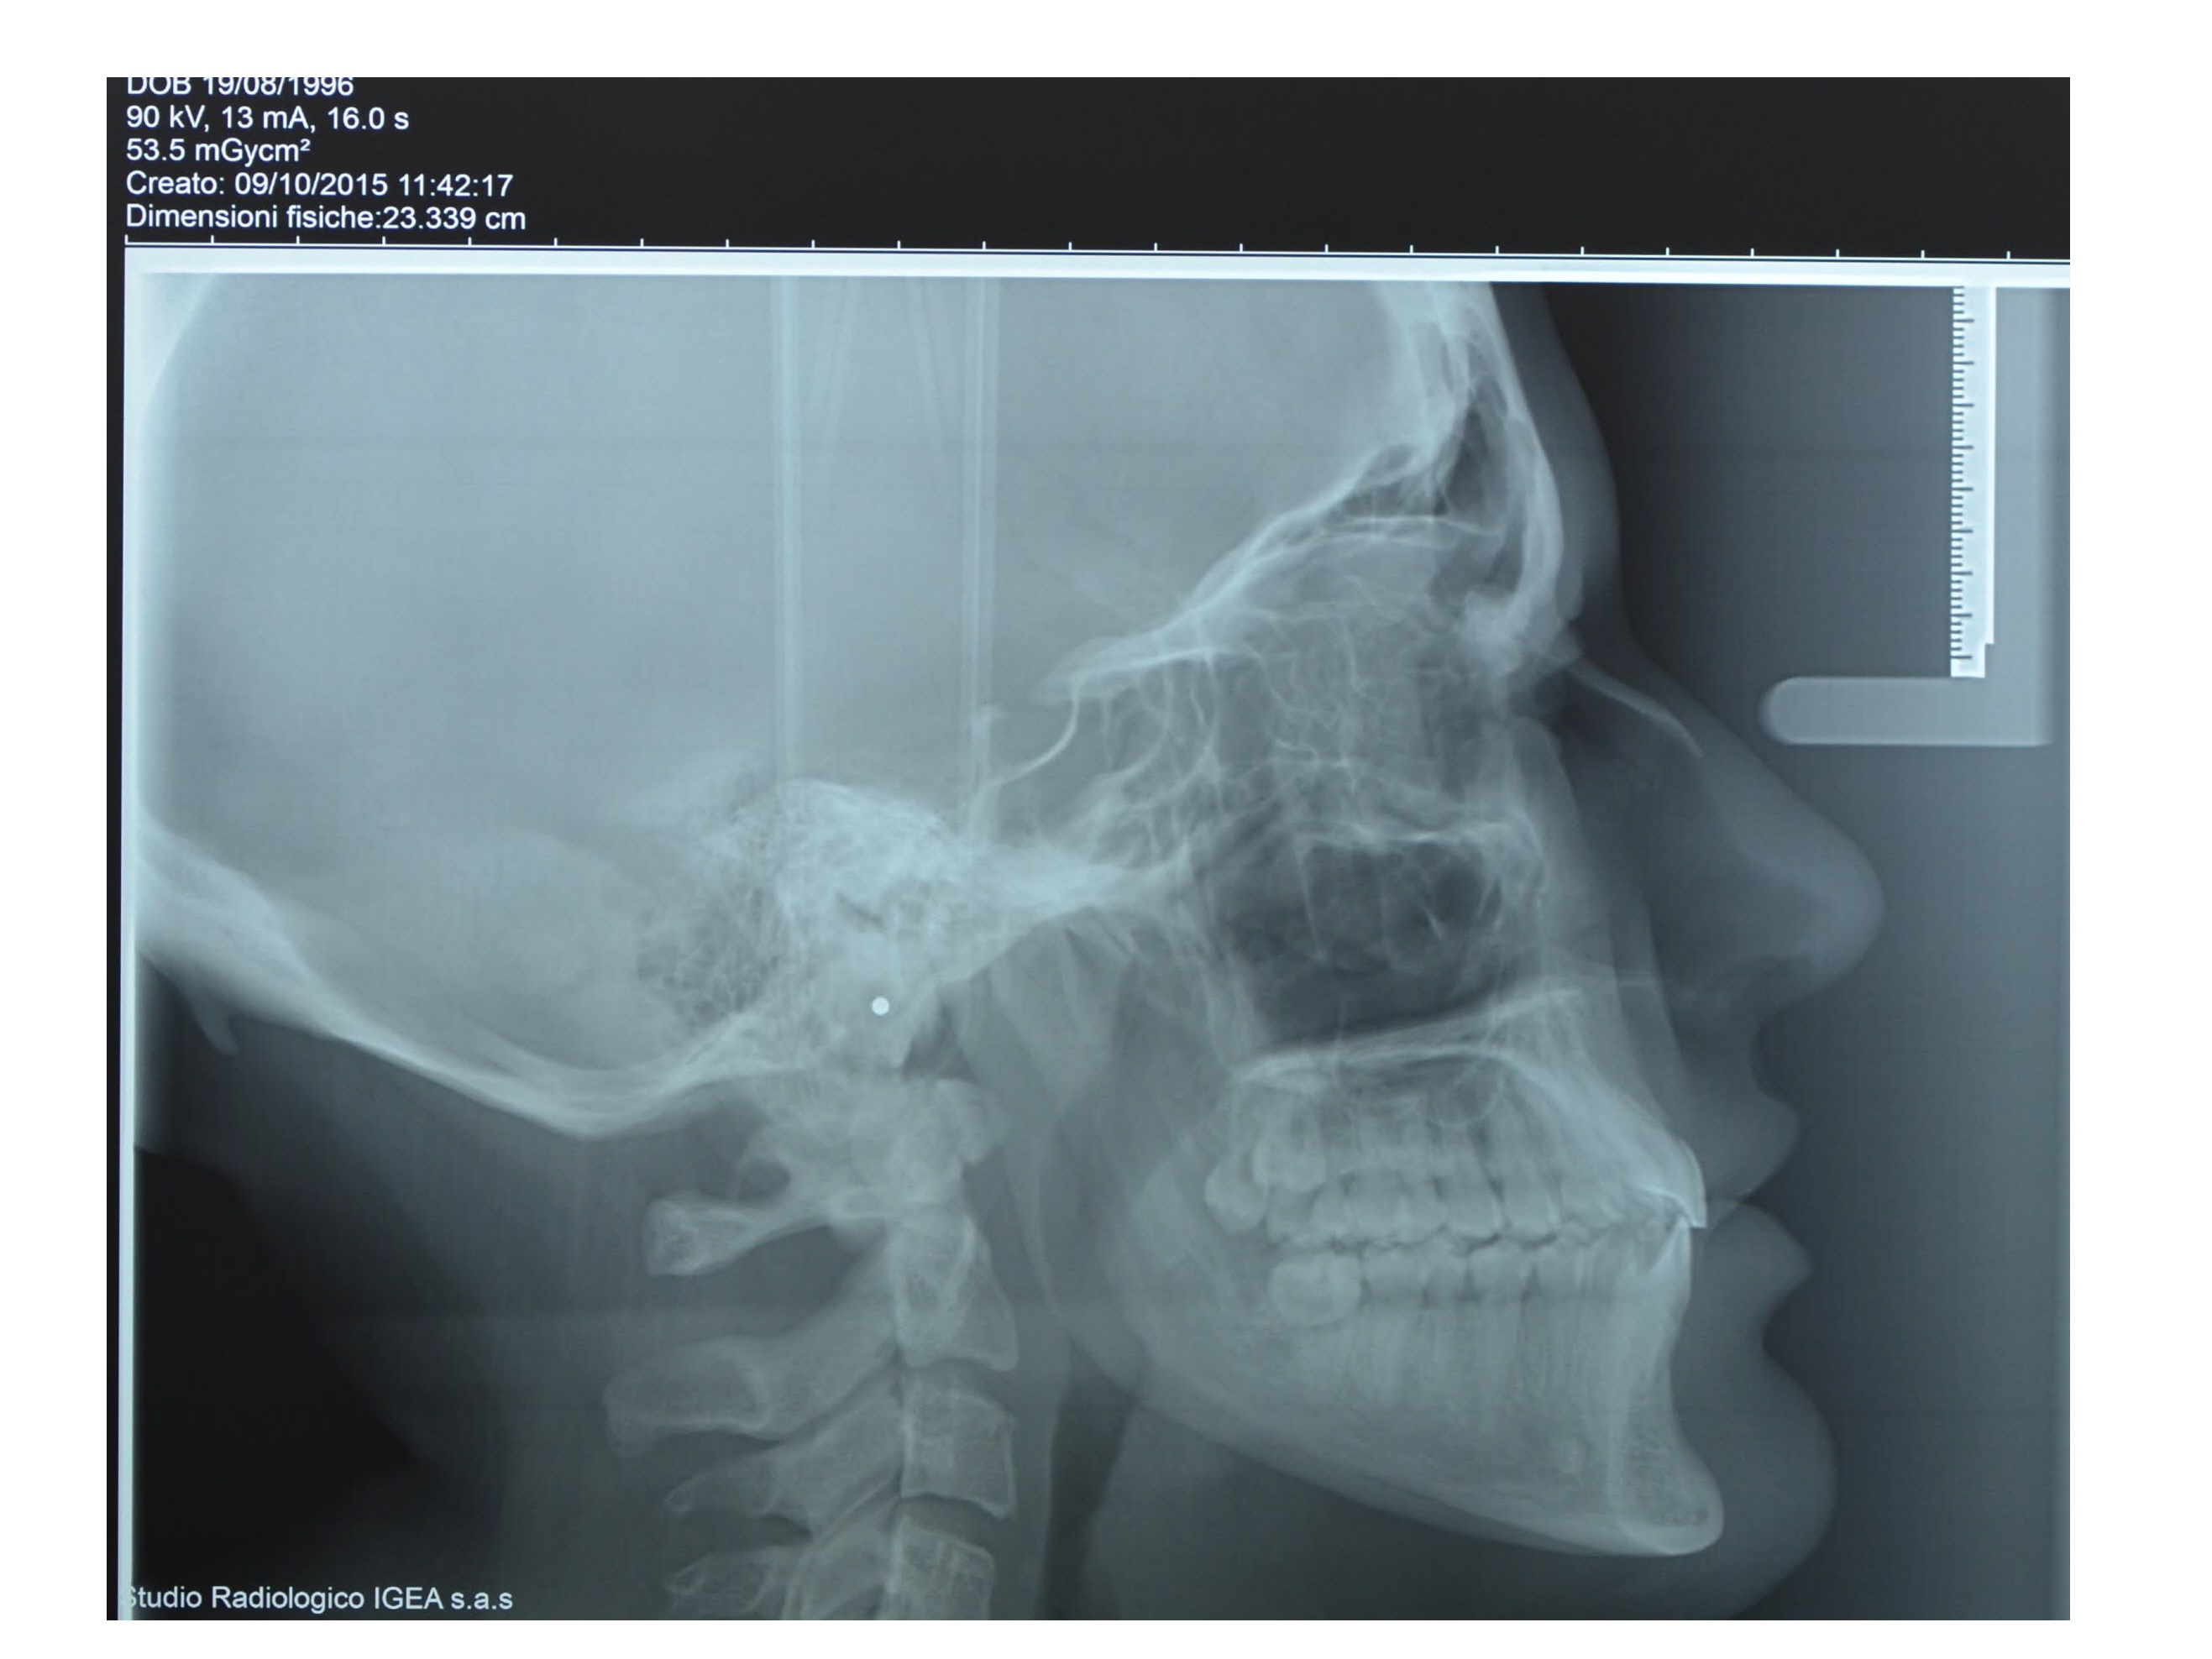 DOB 19/08/1996
90 kV, 13 mA, 16.0 s
53.5 mGycm²
Creato: 09/10/2015 11:42:17
Dimensioni fisiche:23.339 cm
Studio Radiologico IGEA s.a.s